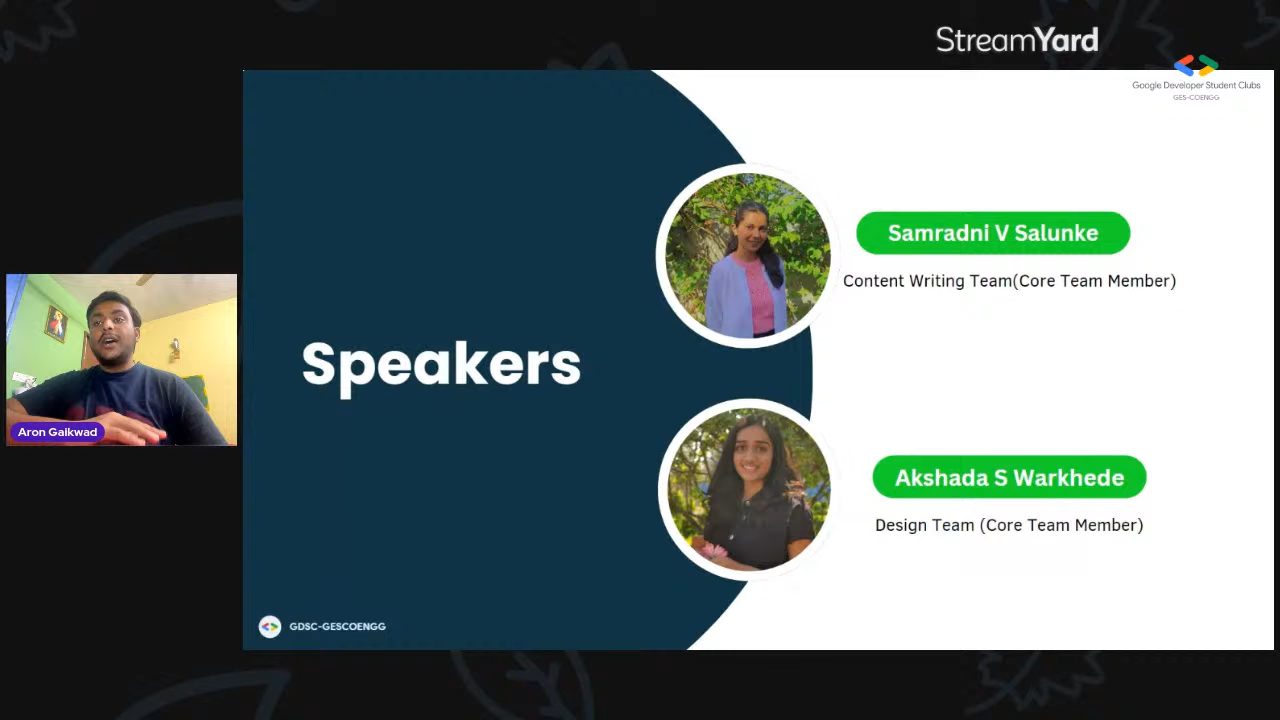 StreamYard
Google Developer Student Clubs
GES-COENGG
Samradni V Salunke
Content Writing Team(Core Team Member)
Speakers
Aron Gaikwad
Akshada S Warkhede
Design Team (Core Team Member)
GDSC-GESCOENGG